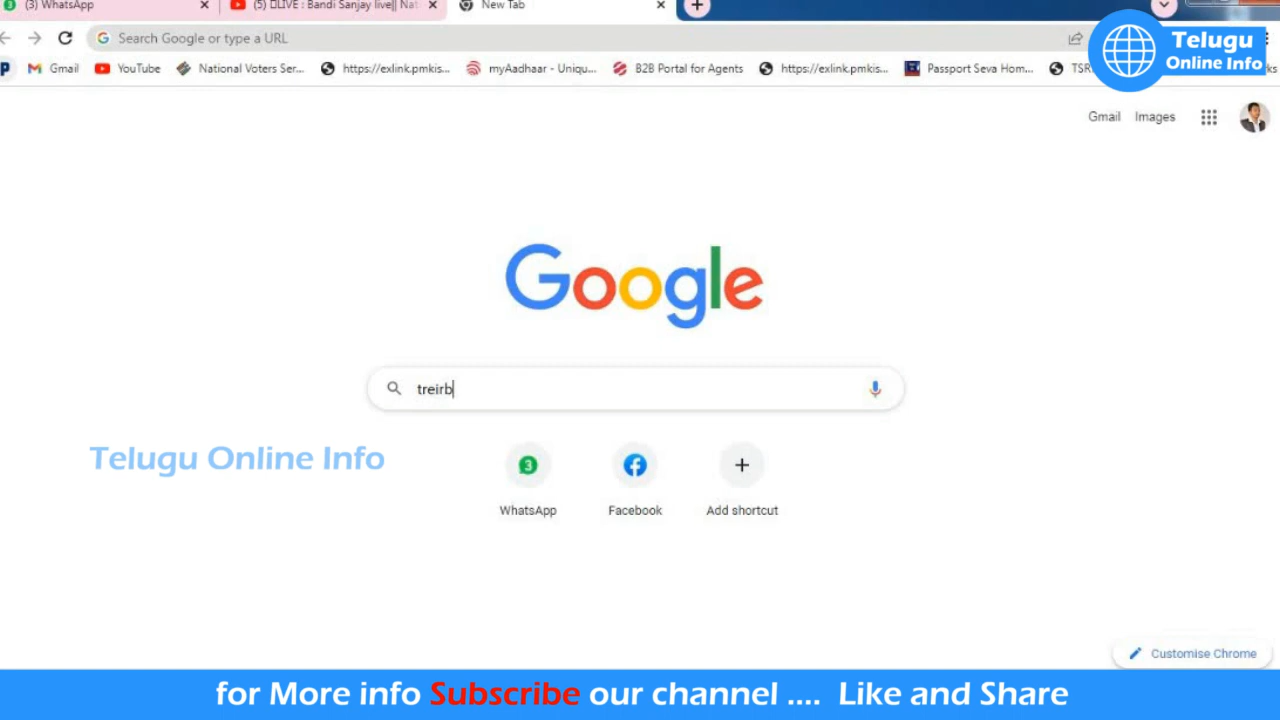 (3) WhatsApp
(5) LIVE : Bandi Sanjay live|| Nat
New Tab
Search Google or type a URL
Gmail
YouTube
National Voters Ser...
https://exlink.pmkis...
myAadhaar - Uniqu...
B2B Portal for Agents
https://exlink.pmkis...
Passport Seva Hom...
Telugu
Online Info
Gmail
Images
Google
treirb
Telugu Online Info
3
WhatsApp
Facebook
Add shortcut
Customise Chrome
for More info Subscribe our channel .... Like and Share